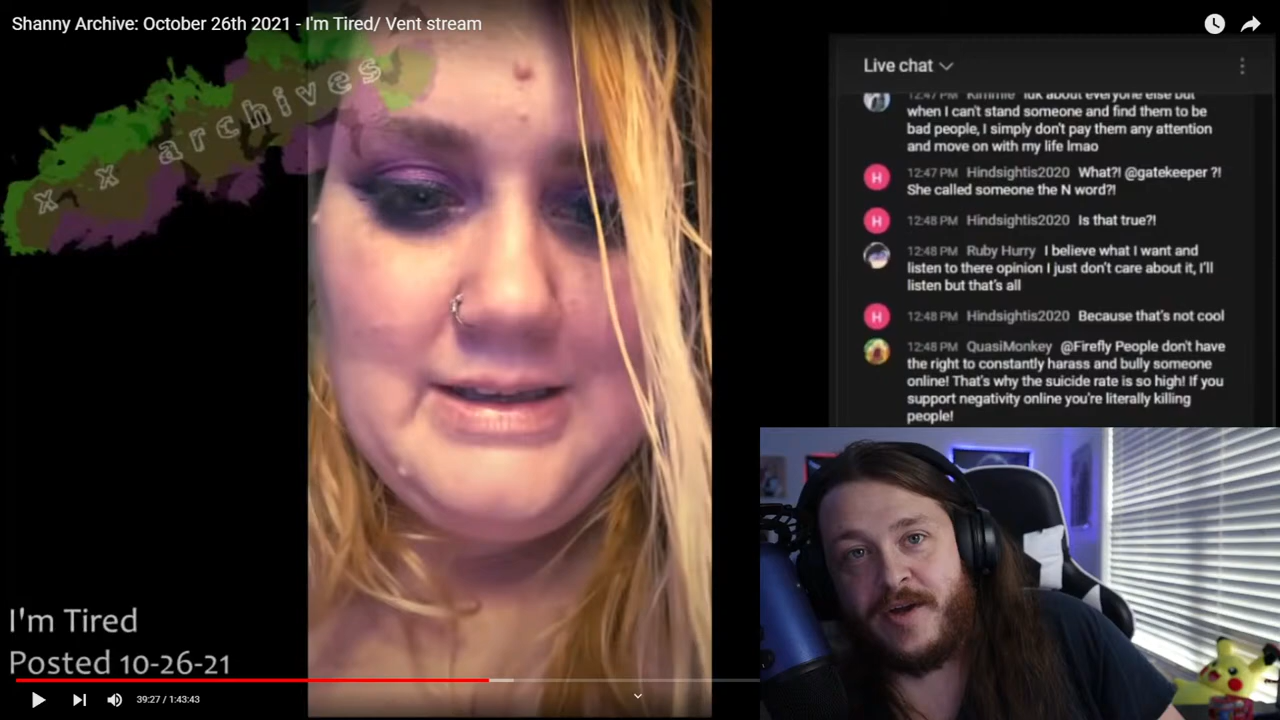 Shanny Archive: October 26th 2021 - I'm Tired/ Vent stream
x x archives
Live chat
12:47 PM Kimmie Idk about everyone else but
when I can't stand someone and find them to be
bad people, I simply don't pay them any attention
and move on with my life lmao
H 12:47 PM Hindsightis2020 What?! @gatekeeper ?!
She called someone the N word?!
H 12:48 PM Hindsightis2020 Is that true?!
12:48 PM Ruby Hurry I believe what I want and
listen to there opinion I just don't care about it, I'll
listen but that's all
H 12:48 PM Hindsightis2020 Because that's not cool
12:48 PM QuasiMonkey @Firefly People don't have
the right to constantly harass and bully someone
online! That's why the suicide rate is so high! If you
support negativity online you're literally killing
people!
I'm Tired
Posted 10-26-21
39:27 / 1:43:43